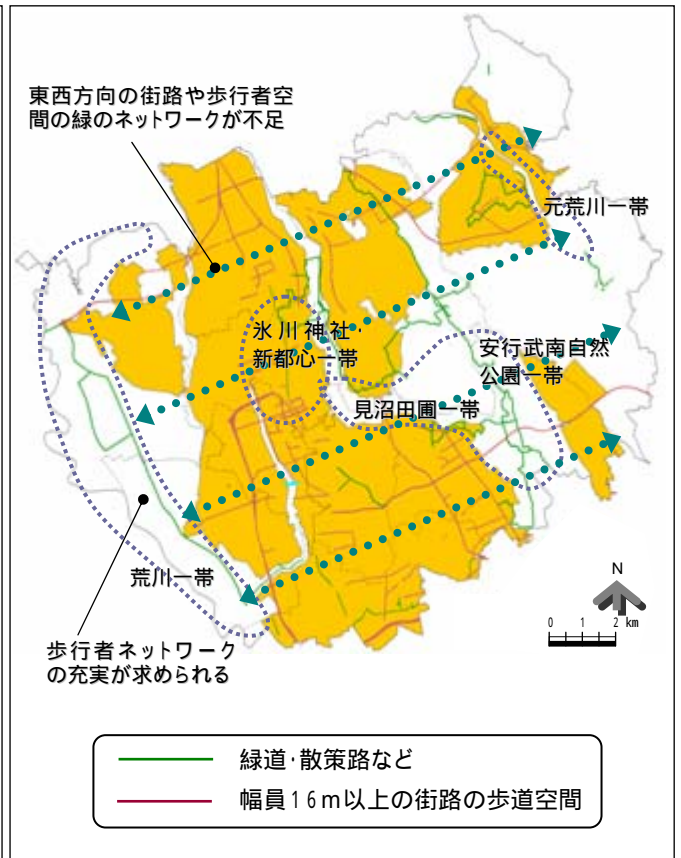 東西方向の街路や歩行者空
間の緑のネットワークが不足
元荒川一帯
氷川神社・
新都心一帯
安行武南自然
公園一帯
見沼田圃一帯
荒川一帯
歩行者ネットワーク
の充実が求められる
N
0 1 2 km
緑道・散策路など
幅員16m以上の街路の歩道空間